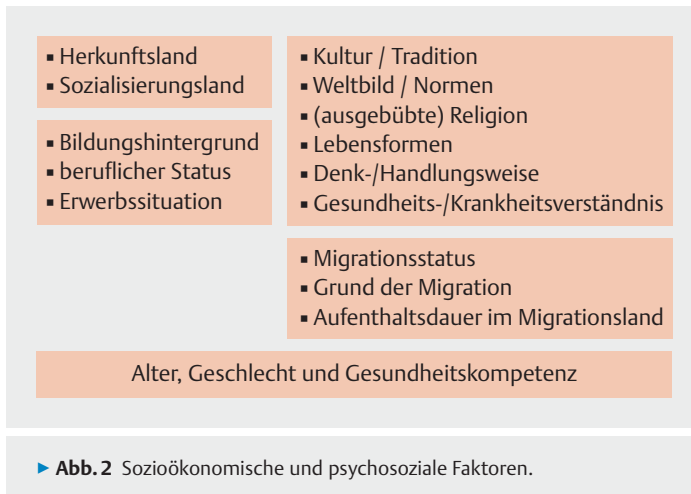 ▪ Herkunftsland
▪ Sozialisierungsland
▪ Bildungshintergrund
▪ beruflicher Status
▪ Erwerbssituation
▪ Kultur / Tradition
▪ Weltbild / Normen
▪ (ausgebübte) Religion
▪ Lebensformen
▪ Denk-/Handlungsweise
▪ Gesundheits-/Krankheitsverständnis
▪ Migrationsstatus
▪ Grund der Migration
▪ Aufenthaltsdauer im Migrationsland
Alter, Geschlecht und Gesundheitskompetenz
▶ Abb. 2 Sozioökonomische und psychosoziale Faktoren.